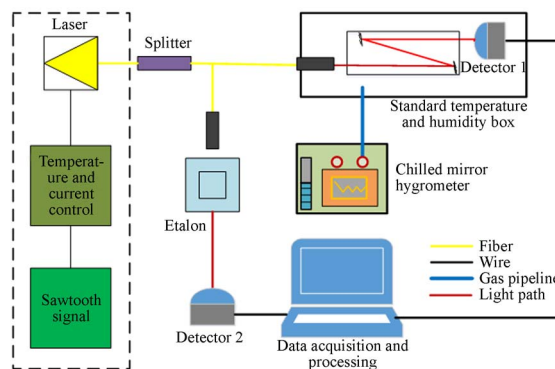 Laser
Splitter
Detector 1
Standard temperature
and humidity box
Temperat-
ure and
current
control
Chilled mirror
hygrometer
Etalon
Sawtooth
signal
Fiber
Wire
Gas pipeline
Light path
Detector 2
Data acquisition and
processing